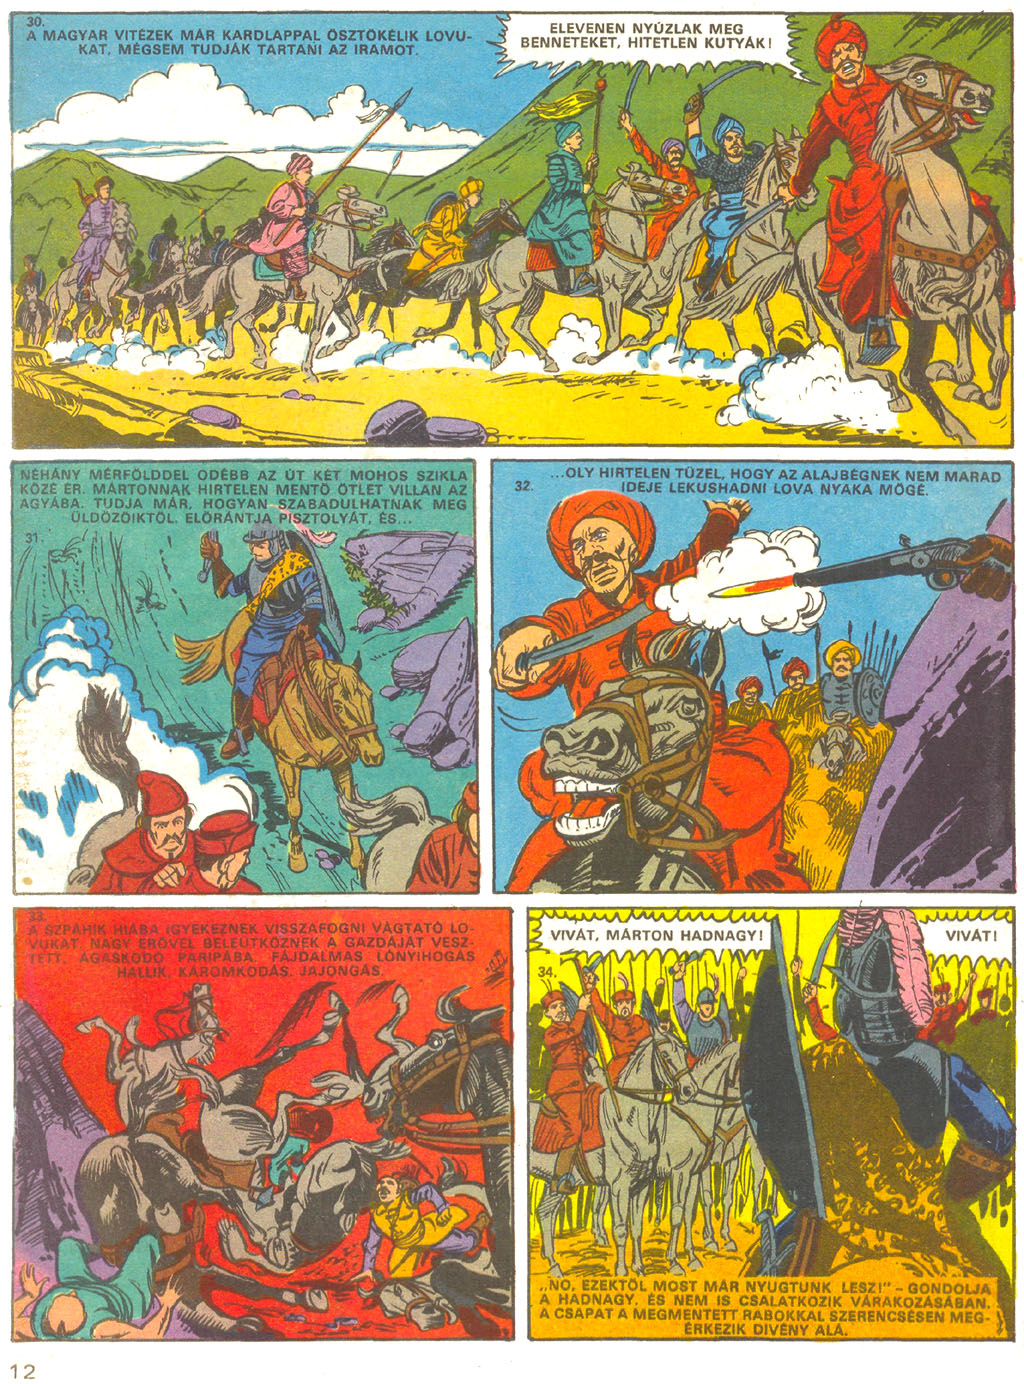 30.
A MAGYAR VITÉZEK MÁR KARDLAPPAL ÖSZTÖKÉLIK LOVU-
KAT, MÉGSEM TUDJÁK TARTANI AZ IRAMOT.
ELEVENEN NYÚZLAK MEG
BENNETEKET, HITETLEN KUTYÁK!
NÉHÁNY MÉRFÖLDDEL ODÉBB AZ ÚT KÉT MOHOS SZIKLA
KÖZÉ ÉR. MÁRTONNAK HIRTELEN MENTŐ ÖTLET VILLAN AZ
AGYÁBA. TUDJA MÁR, HOGYAN SZABADULHATNAK MEG
ÜLDÖZŐIKTŐL. ELŐRÁNTJA PISZTOLYÁT, ÉS...
31.
...OLY HIRTELEN TÜZEL, HOGY AZ ALAJBÉGNEK NEM MARAD
32. IDEJE LEKUSHADNI LOVA NYAKA MÖGÉ.
33.
A SZPÁHIK HIÁBA IGYEKEZNEK VISSZAFOGNI VÁGTATÓ LO-
VUKAT, NAGY ERŐVEL BELEÜTKÖZNEK A GAZDÁJÁT VESZ-
TETT, ÁGASKODÓ PARIPÁBA. FÁJDALMAS LÓNYIHOGÁS
HALLIK, KÁROMKODÁS, JAJONGÁS.
VIVÁT, MÁRTON HADNAGY!
VIVÁT!
34.
„NO, EZEKTŐL MOST MÁR NYUGTUNK LESZ!" – GONDOLJA
A HADNAGY, ÉS NEM IS CSALATKOZIK VÁRAKOZÁSÁBAN.
A CSAPAT A MEGMENTETT RABOKKAL SZERENCSÉSEN MEG-
ÉRKEZIK DIVÉNY ALÁ.
12